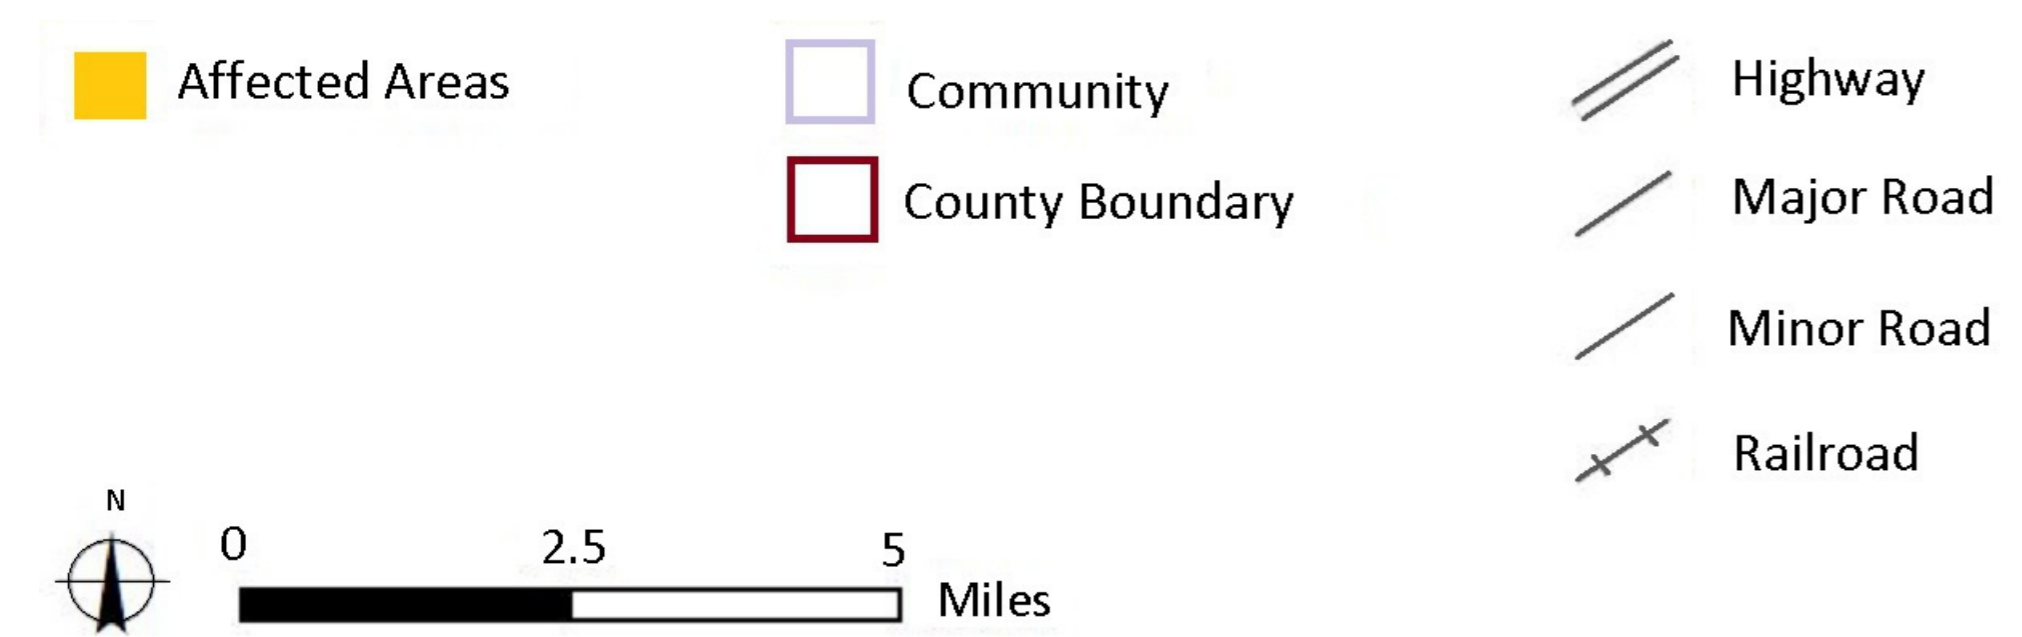 Affected Areas
Community
County Boundary
Highway
Major Road
Minor Road
Railroad
N
0 2.5 5
Miles